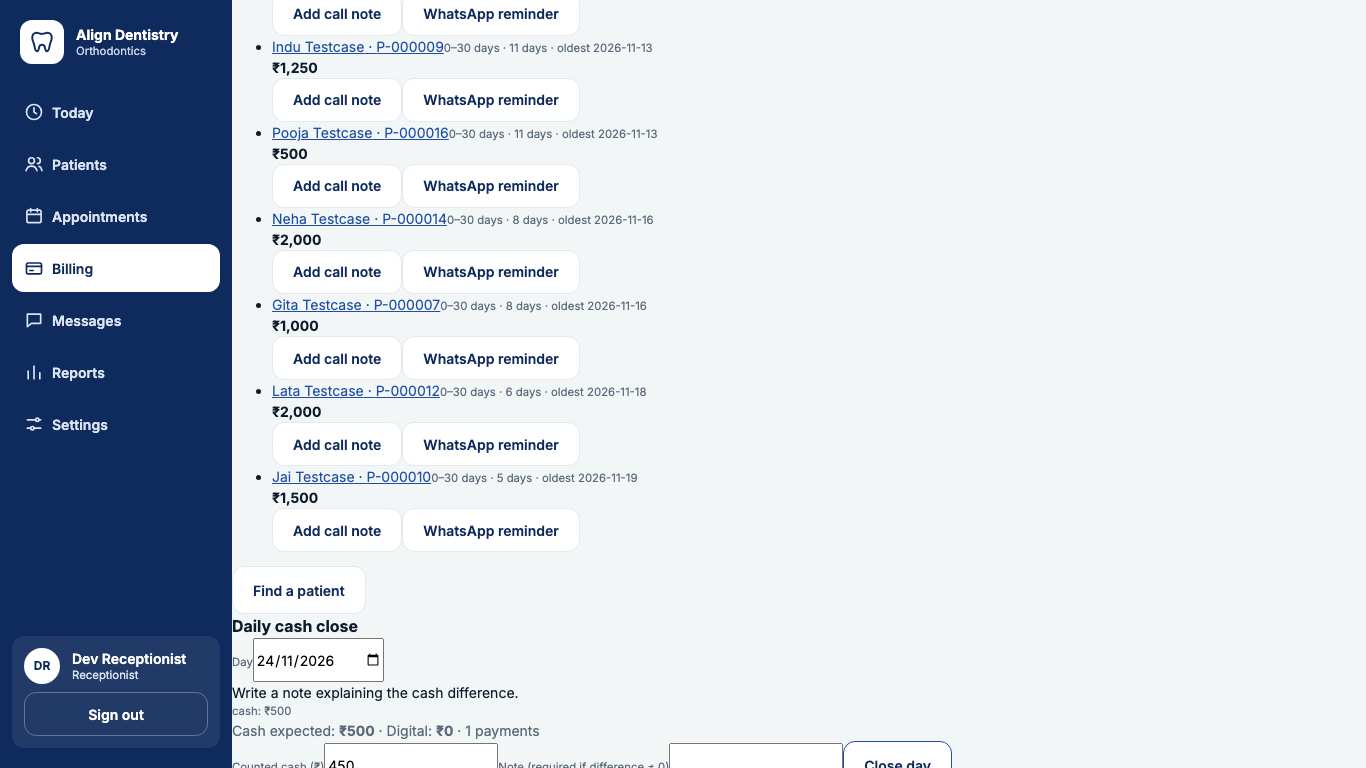 Align Dentistry
Orthodontics
Today
Patients
Appointments
Billing
Messages
Reports
Settings
DR
Dev Receptionist
Receptionist
Sign out
Add call note WhatsApp reminder
Indu Testcase · P-000009 0–30 days · 11 days · oldest 2026-11-13
₹1,250
Add call note WhatsApp reminder
Pooja Testcase · P-000016 0–30 days · 11 days · oldest 2026-11-13
₹500
Add call note WhatsApp reminder
Neha Testcase · P-000014 0–30 days · 8 days · oldest 2026-11-16
₹2,000
Add call note WhatsApp reminder
Gita Testcase · P-000007 0–30 days · 8 days · oldest 2026-11-16
₹1,000
Add call note WhatsApp reminder
Lata Testcase · P-000012 0–30 days · 6 days · oldest 2026-11-18
₹2,000
Add call note WhatsApp reminder
Jai Testcase · P-000010 0–30 days · 5 days · oldest 2026-11-19
₹1,500
Add call note WhatsApp reminder
Find a patient
Daily cash close
Day 24/11/2026
Write a note explaining the cash difference.
cash: ₹500
Cash expected: ₹500 · Digital: ₹0 · 1 payments
Counted cash (₹) 450 Note (required if difference ≠ 0) Close day